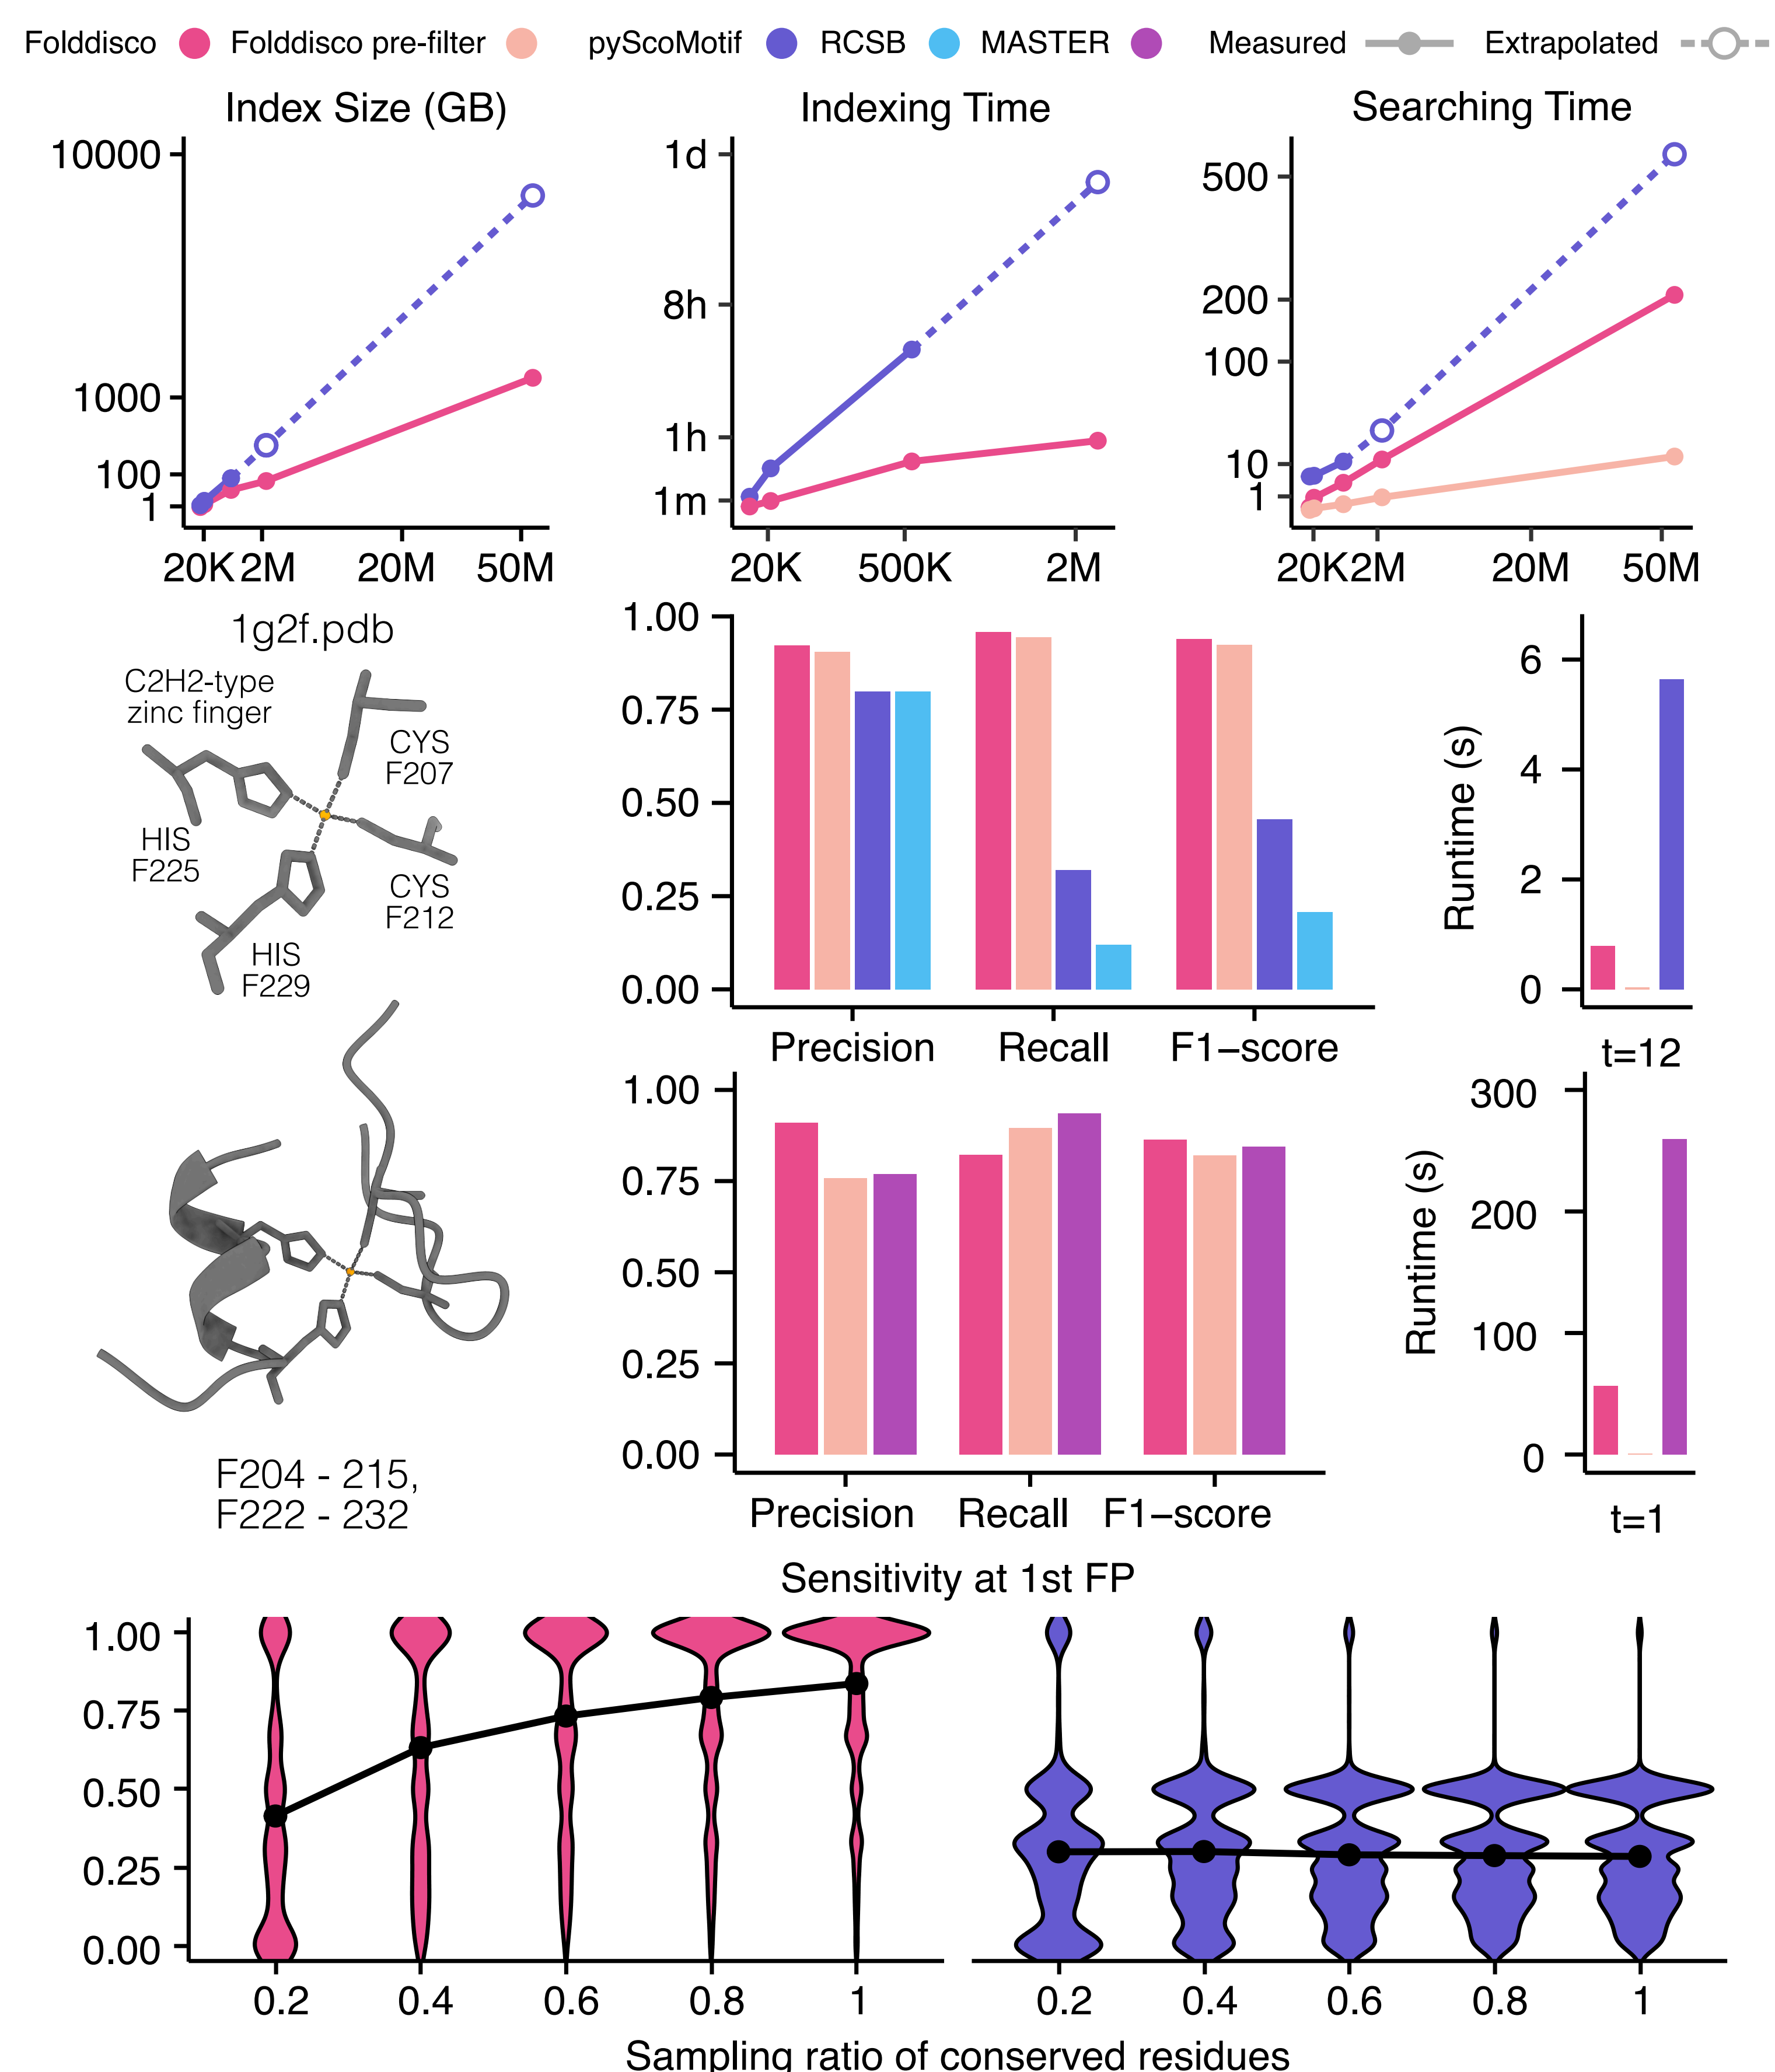 Folddisco Folddisco pre-filter pyScoMotif RCSB MASTER Measured Extrapolated
Index Size (GB)
10000
1000
100
1
20K 2M 20M 50M
Indexing Time
1d
8h
1h
1m
20K 500K 2M
Searching Time
500
200
100
10
1
20K 2M 20M 50M
1g2f.pdb
C2H2-type
zinc finger
CYS
F207
HIS
F225
CYS
F212
HIS
F229
1.00
0.75
0.50
0.25
0.00
Precision Recall F1–score
Runtime (s)
6
4
2
0
t=12
F204 - 215,
F222 - 232
1.00
0.75
0.50
0.25
0.00
Precision Recall F1–score
Runtime (s)
300
200
100
0
t=1
Sensitivity at 1st FP
1.00
0.75
0.50
0.25
0.00
0.2 0.4 0.6 0.8 1
0.2 0.4 0.6 0.8 1
Sampling ratio of conserved residues